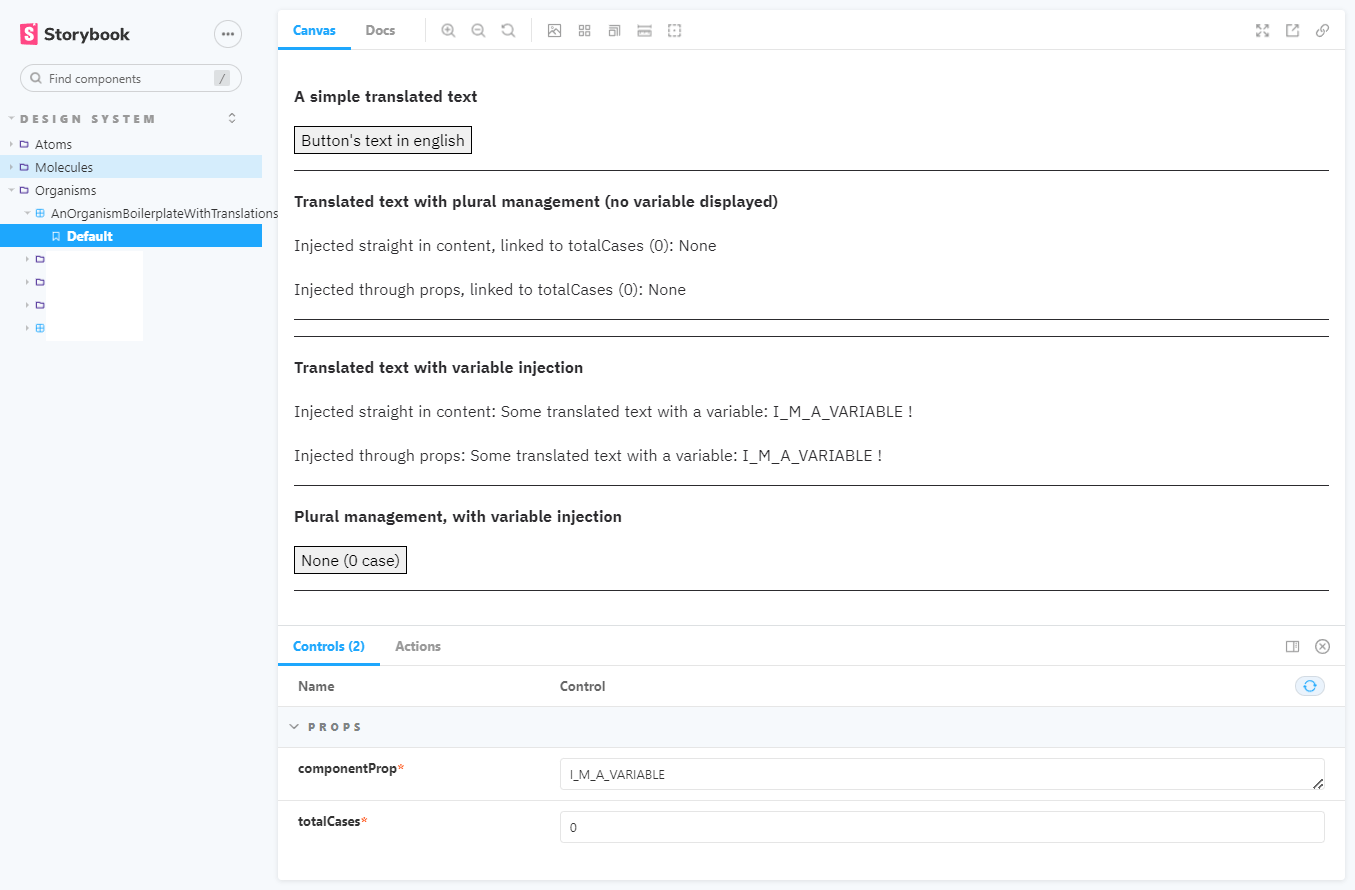 Storybook
Find components
/
DESIGN SYSTEM
Atoms
Molecules
Organisms
AnOrganismBoilerplateWithTranslations
Default
Canvas
Docs
A simple translated text
Button's text in english
Translated text with plural management (no variable displayed)
Injected straight in content, linked to totalCases (0): None
Injected through props, linked to totalCases (0): None
Translated text with variable injection
Injected straight in content: Some translated text with a variable: I_M_A_VARIABLE !
Injected through props: Some translated text with a variable: I_M_A_VARIABLE !
Plural management, with variable injection
None (0 case)
Controls (2)
Actions
Name
Control
PROPS
componentProp*
I_M_A_VARIABLE
totalCases*
0